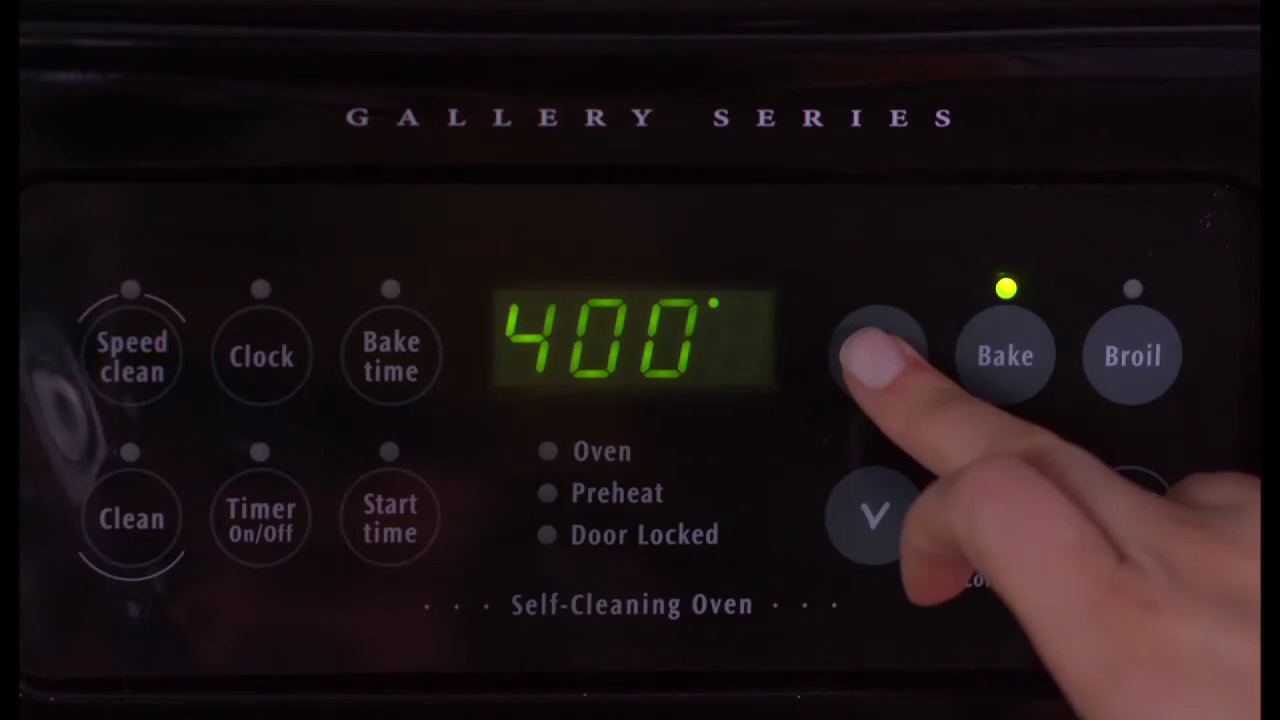 GALLERY SERIES
Speed
clean
Clock
Bake
time
400°
Bake
Broil
Clean
Timer
On/Off
Start
time
Oven
Preheat
Door Locked
Self-Cleaning Oven